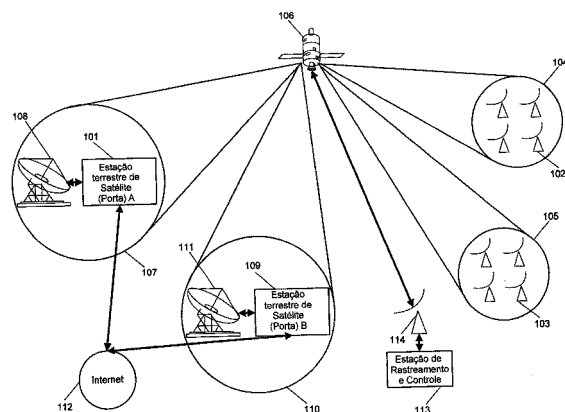 106
104
108
101
Estação
terrestre de
Satélite
(Porta) A
102
107
105
111
109
Estação
terrestre de
Satélite
(Porta) B
103
114
Internet
112
110
Estação de
Rastreamento
e Controle
113